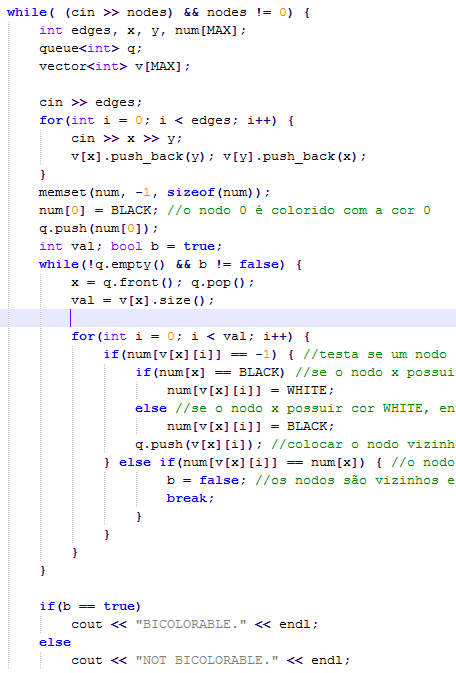 while( (cin >> nodes) && nodes != 0) {
int edges, x, y, num[MAX];
queue<int> q;
vector<int> v[MAX];
cin >> edges;
for(int i = 0; i < edges; i++) {
cin >> x >> y;
v[x].push_back(y); v[y].push_back(x);
}
memset(num, -1, sizeof(num));
num[0] = BLACK; //o nodo 0 é colorido com a cor 0
q.push(num[0]);
int val; bool b = true;
while(!q.empty() && b != false) {
x = q.front(); q.pop();
val = v[x].size();
for(int i = 0; i < val; i++) {
if(num[v[x][i]] == -1) { //testa se um nodo
if(num[x] == BLACK) //se o nodo x possui
num[v[x][i]] = WHITE;
else //se o nodo x possuir cor WHITE, en
num[v[x][i]] = BLACK;
q.push(v[x][i]); //colocar o nodo vizinh
} else if(num[v[x][i]] == num[x]) { //o nodo
b = false; //os nodos são vizinhos e
break;
}
}
}
}
if(b == true)
cout << "BICOLORABLE." << endl;
else
cout << "NOT BICOLORABLE." << endl;